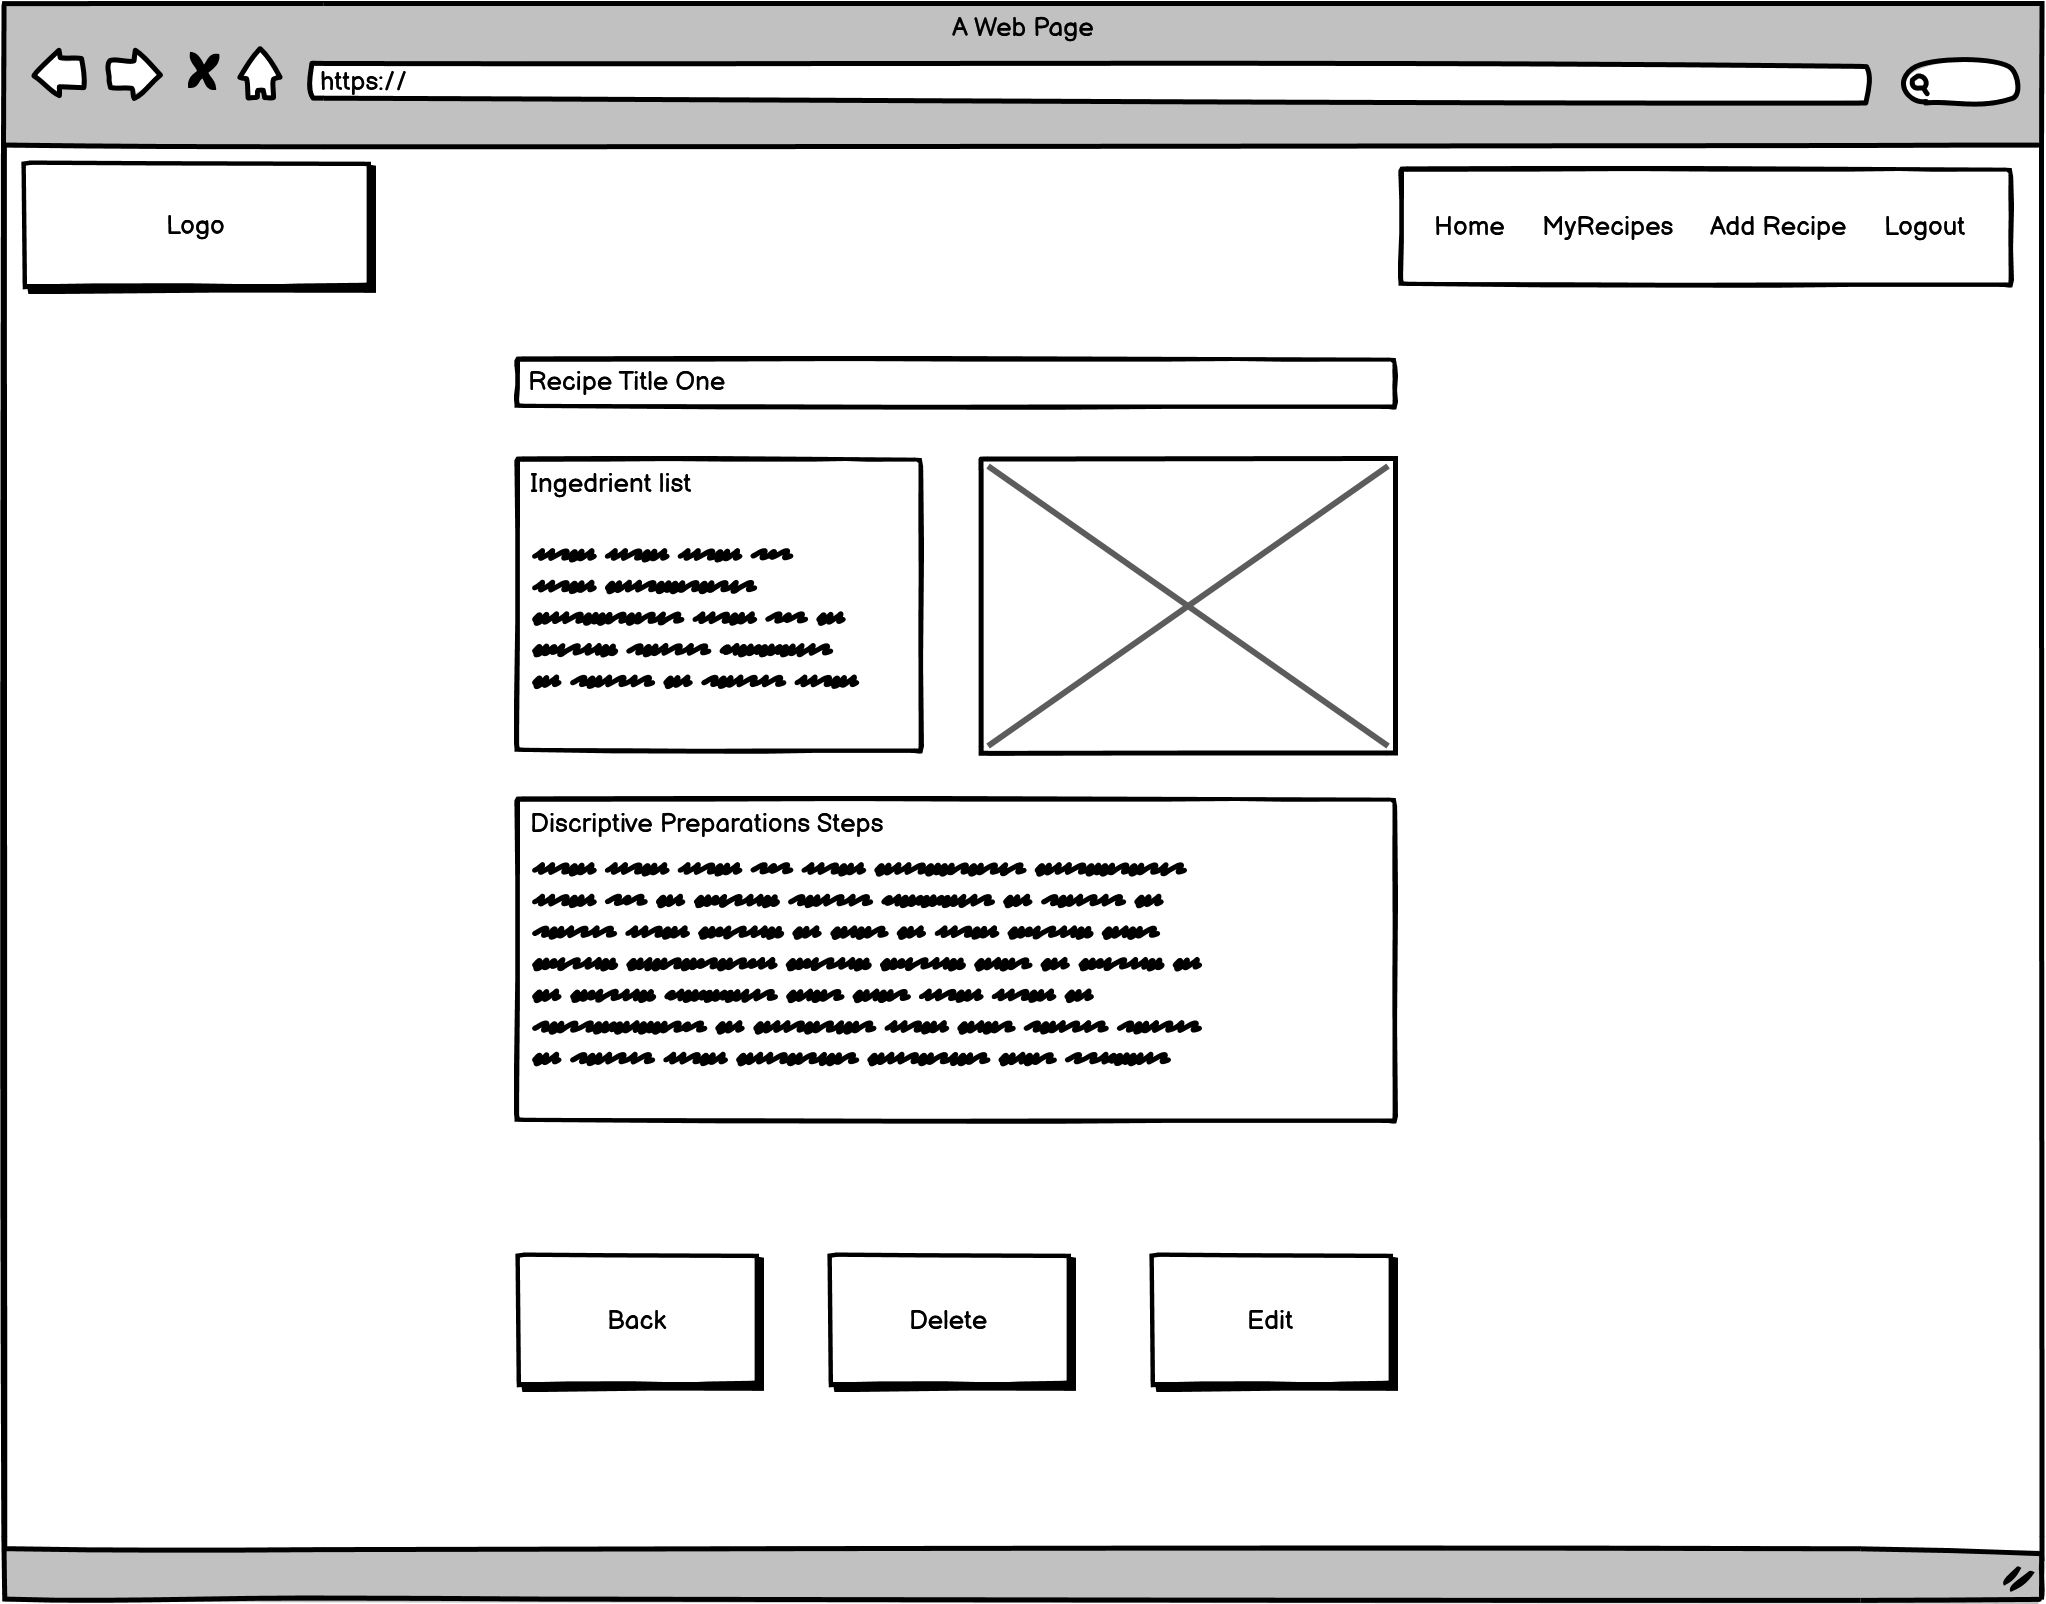 A Web Page
https://
Logo
Home MyRecipes Add Recipe Logout
Recipe Title One
Ingedrient list
Discriptive Preparations Steps
Back Delete Edit